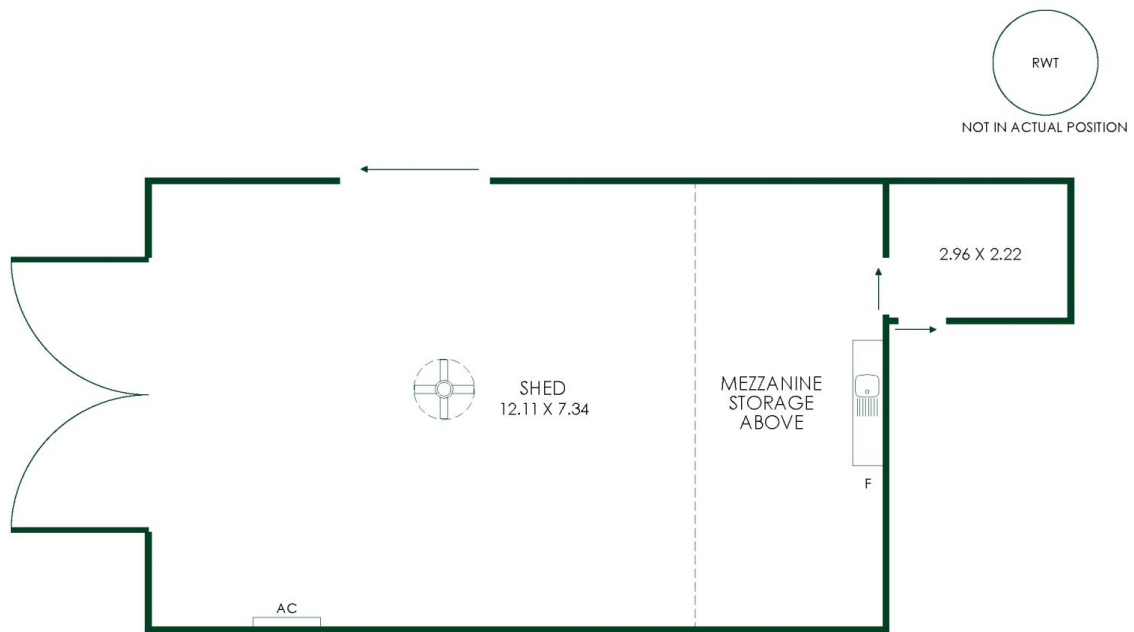 RWT
NOT IN ACTUAL POSITION
2.96 X 2.22
SHED
12.11 X 7.34
MEZZANINE
STORAGE
ABOVE
F
AC